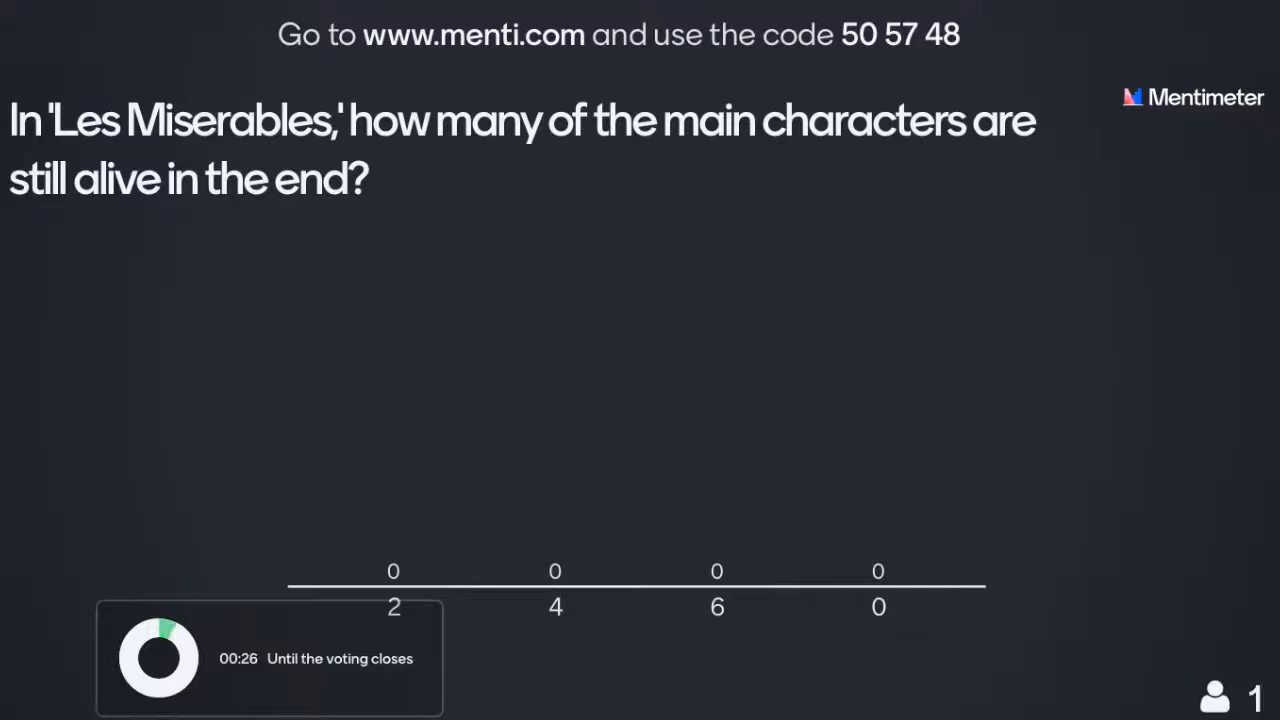 Go to www.menti.com and use the code 50 57 48
Mentimeter
In 'Les Miserables,' how many of the main characters are
still alive in the end?
0 0 0 0
2 4 6 0
00:26 Until the voting closes
1